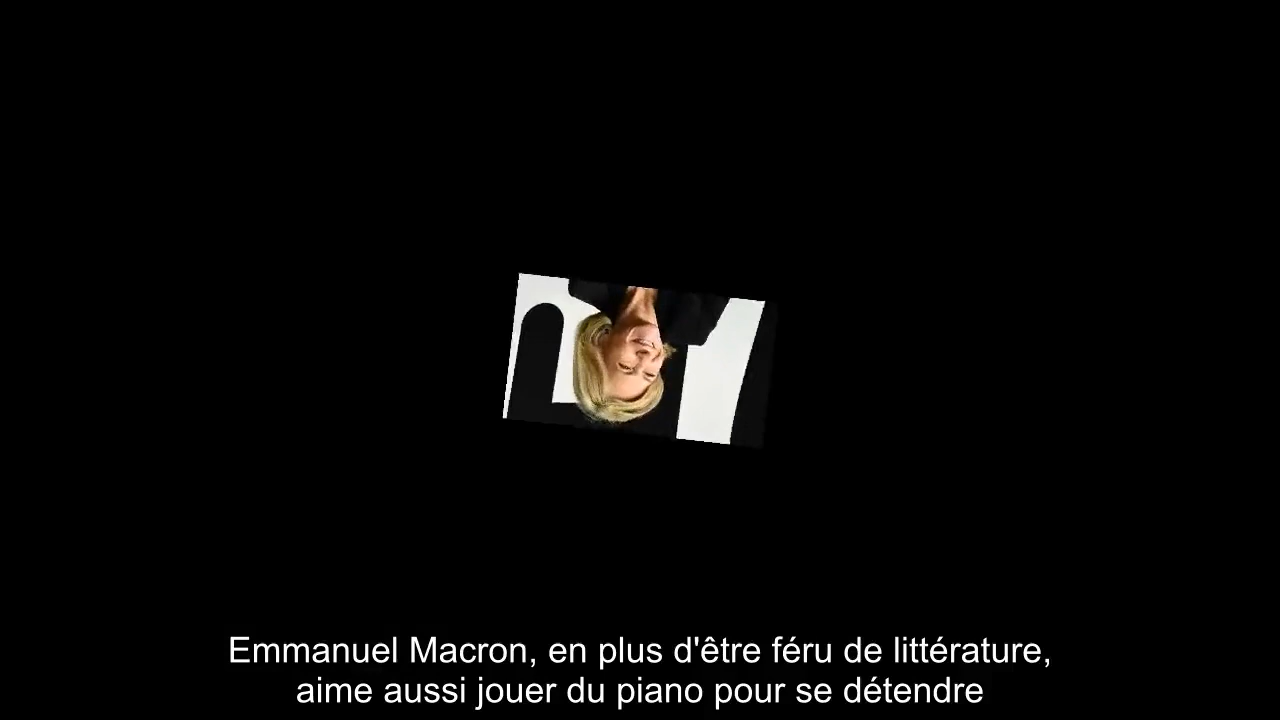 Emmanuel Macron, en plus d'être féru de littérature,
aime aussi jouer du piano pour se détendre